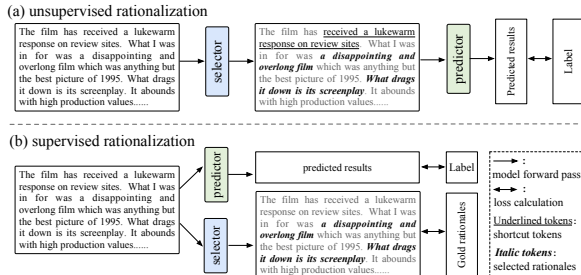 (a) unsupervised rationalization
The film has received a lukewarm
response on review sites. What I was
in for was a disappointing and
overlong film which was anything but
the best picture of 1995. What drags
it down is its screenplay. It abounds
with high production values......
selector
The film has received a lukewarm
response on review sites. What I was
in for was a disappointing and
overlong film which was anything but
the best picture of 1995. What drags
it down is its screenplay. It abounds
with high production values......
predictor
Predicted results
Label
(b) supervised rationalization
The film has received a lukewarm
response on review sites. What I was
in for was a disappointing and
overlong film which was anything but
the best picture of 1995. What drags
it down is its screenplay. It abounds
with high production values......
predictor
predicted results
Label
selector
The film has received a lukewarm
response on review sites. What I was
in for was a disappointing and
overlong film which was anything but
the best picture of 1995. What drags
it down is its screenplay. It abounds
with high production values......
Gold rationales
:
model forward pass
:
loss calculation
Underlined tokens:
shortcut tokens
Italic tokens:
selected rationales